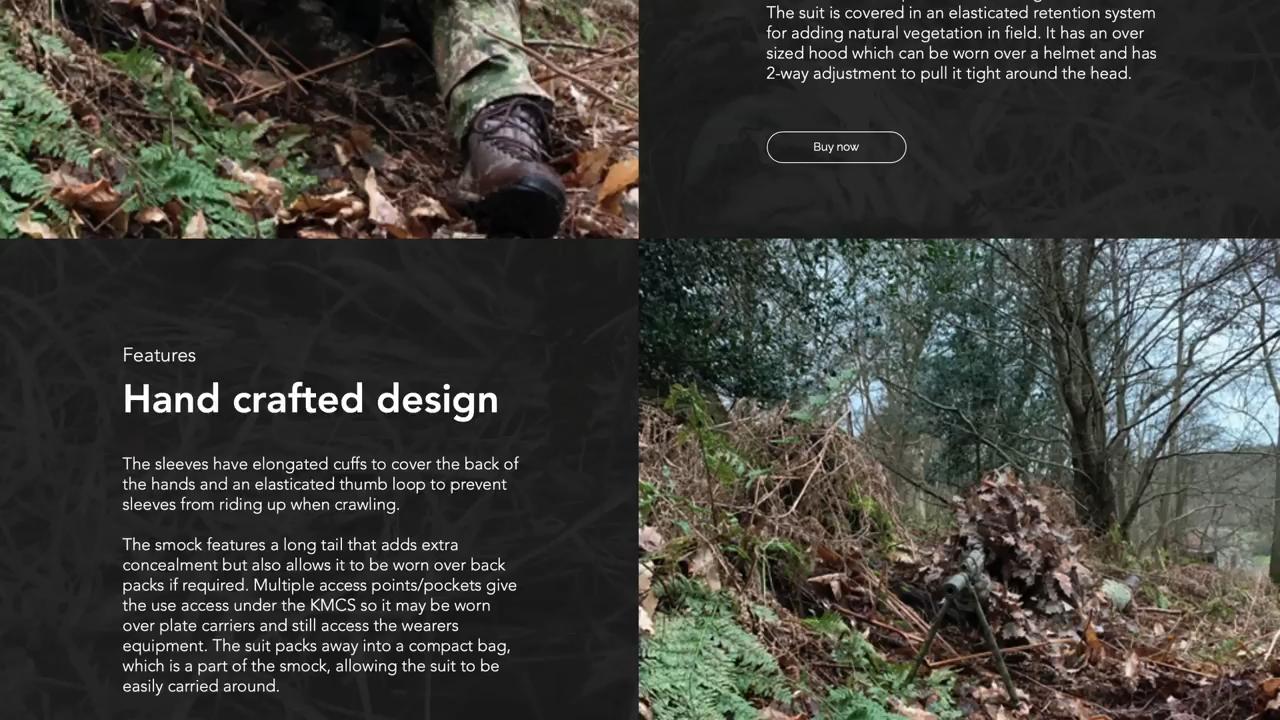 The suit is covered in an elasticated retention system
for adding natural vegetation in field. It has an over
sized hood which can be worn over a helmet and has
2-way adjustment to pull it tight around the head.
Buy now
Features
Hand crafted design
The sleeves have elongated cuffs to cover the back of
the hands and an elasticated thumb loop to prevent
sleeves from riding up when crawling.
The smock features a long tail that adds extra
concealment but also allows it to be worn over back
packs if required. Multiple access points/pockets give
the use access under the KMCS so it may be worn
over plate carriers and still access the wearers
equipment. The suit packs away into a compact bag,
which is a part of the smock, allowing the suit to be
easily carried around.